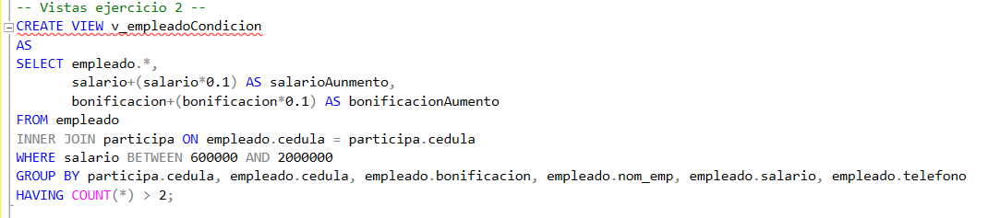 -- Vistas ejercicio 2 --
CREATE VIEW v_empleadoCondicion
AS
SELECT empleado.*,
salario+(salario*0.1) AS salarioAunmento,
bonificacion+(bonificacion*0.1) AS bonificacionAumento
FROM empleado
INNER JOIN participa ON empleado.cedula = participa.cedula
WHERE salario BETWEEN 600000 AND 2000000
GROUP BY participa.cedula, empleado.cedula, empleado.bonificacion, empleado.nom_emp, empleado.salario, empleado.telefono
HAVING COUNT(*) > 2;